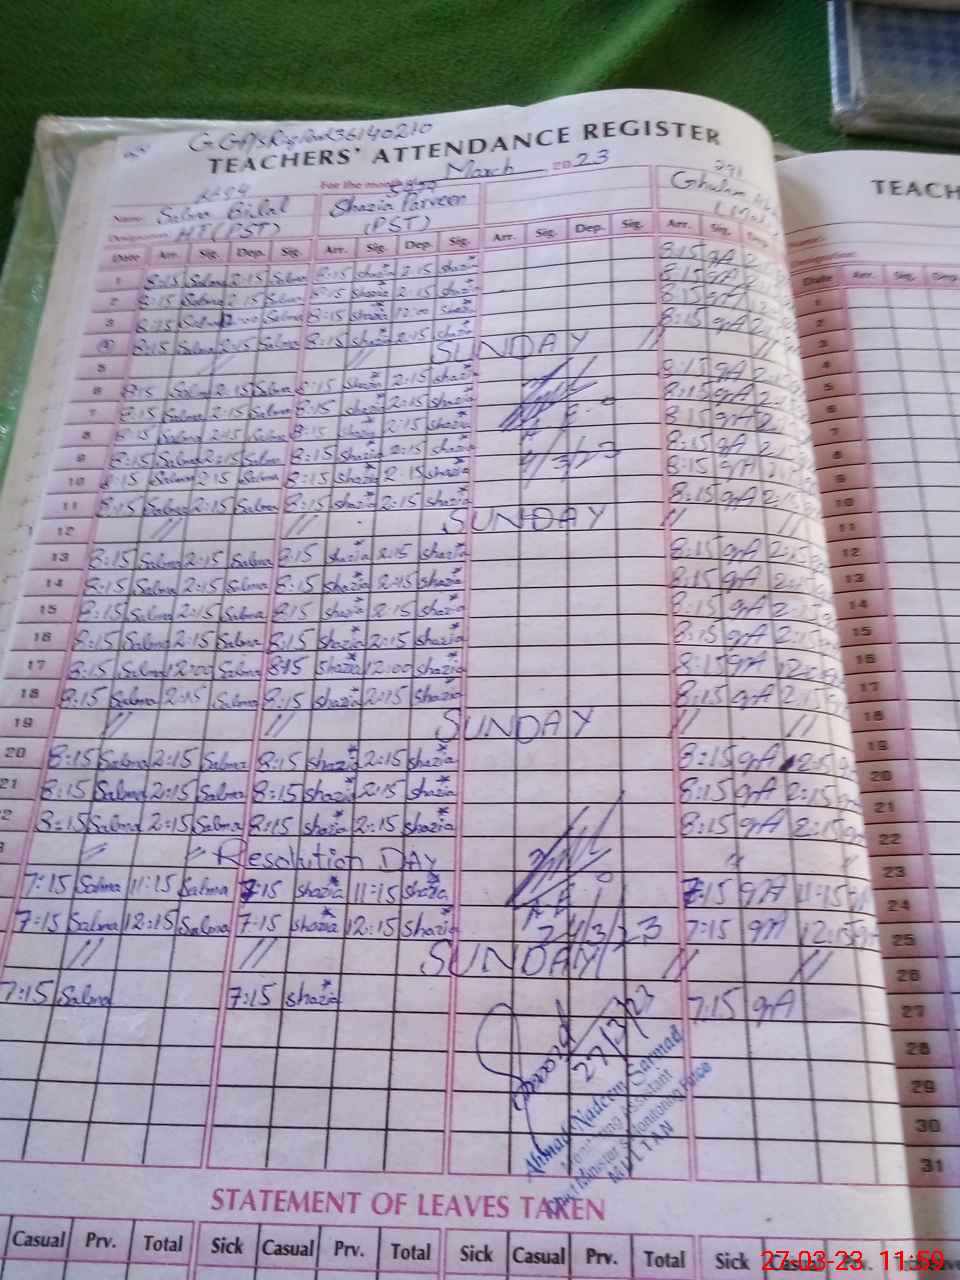 36140210
TEACHERS' ATTENDANCE REGISTER
For the month of March 2023
Name: Salma Bilal Shazia Parveen Ghulam
Designation HT (PST) (PST)
Date Arr. Sig. Dep. Sig. Arr. Sig. Dep. Sig. Arr. Sig. Dep. Sig. Arr. Sig. Dep.
1 8:15 Salma 2:15 Salma 8:15 shazia 2:15 shazia 8:15 gA
2 8:15 Salma 2:15 Salma 8:15 shazia 2:15 shazia 8:15 gA
3 8:15 Salma 12:00 Salma 8:15 shazia 12:00 shazia 8:15 gA
4 8:15 Salma 2:15 Salma 8:15 shazia 2:15 shazia 8:15 gA
5 // // SUNDAY // //
6 8:15 Salma 2:15 Salma 8:15 shazia 2:15 shazia 8:15 gA
7 8:15 Salma 2:15 Salma 8:15 shazia 2:15 shazia 8:15 gA
8 8:15 Salma 2:15 Salma 8:15 shazia 2:15 shazia 8:15 gA
9 8:15 Salma 2:15 Salma 8:15 shazia 2:15 shazia 9/3/23 8:15 gA
10 8:15 Salma 2:15 Salma 8:15 shazia 2:15 shazia 8:15 gA
11 8:15 Salma 2:15 Salma 8:15 shazia 2:15 shazia 8:15 gA
12 // // SUNDAY // //
13 8:15 Salma 2:15 Salma 8:15 shazia 2:15 shazia 8:15 gA
14 8:15 Salma 2:15 Salma 8:15 shazia 2:15 shazia 8:15 gA
15 8:15 Salma 2:15 Salma 8:15 shazia 2:15 shazia 8:15 gA
16 8:15 Salma 2:15 Salma 8:15 shazia 2:15 shazia 8:15 gA
17 8:15 Salma 12:00 Salma 8:15 shazia 12:00 shazia 8:15 gA
18 8:15 Salma 2:15 Salma 8:15 shazia 2:15 shazia 8:15 gA 2:15
19 // // SUNDAY // //
20 8:15 Salma 2:15 Salma 8:15 shazia 2:15 shazia 8:15 gA 2:15
21 8:15 Salma 2:15 Salma 8:15 shazia 2:15 shazia 8:15 gA 2:15
2 8:15 Salma 2:15 Salma 8:15 shazia 2:15 shazia 8:15 gA 2:15
// // Resolution DAY // //
7:15 Salma 11:15 Salma 7:15 shazia 11:15 shazia 7:15 gA 11:15 gA
7:15 Salma 12:15 Salma 7:15 shazia 12:15 shazia 24/3/23 7:15 gA 12:15 gA
// // SUNDAY // //
7:15 Salma 7:15 shazia 7:15 gA
27/3/23
Ahmad Nadeem Sarmad
Monitoring Assistant
Chief Minister's Monitoring Force
MULTAN
STATEMENT OF LEAVES TAKEN
Casual Prv. Total Sick Casual Prv. Total Sick Casual Prv. Total Sick Casual Prv.
TEACH
Date Arr. Sig. Dep
1
2
3
4
5
6
7
8
9
10
11
12
13
14
15
16
17
18
19
20
21
22
23
24
25
26
27
28
29
30
31
27-03-23 11:59